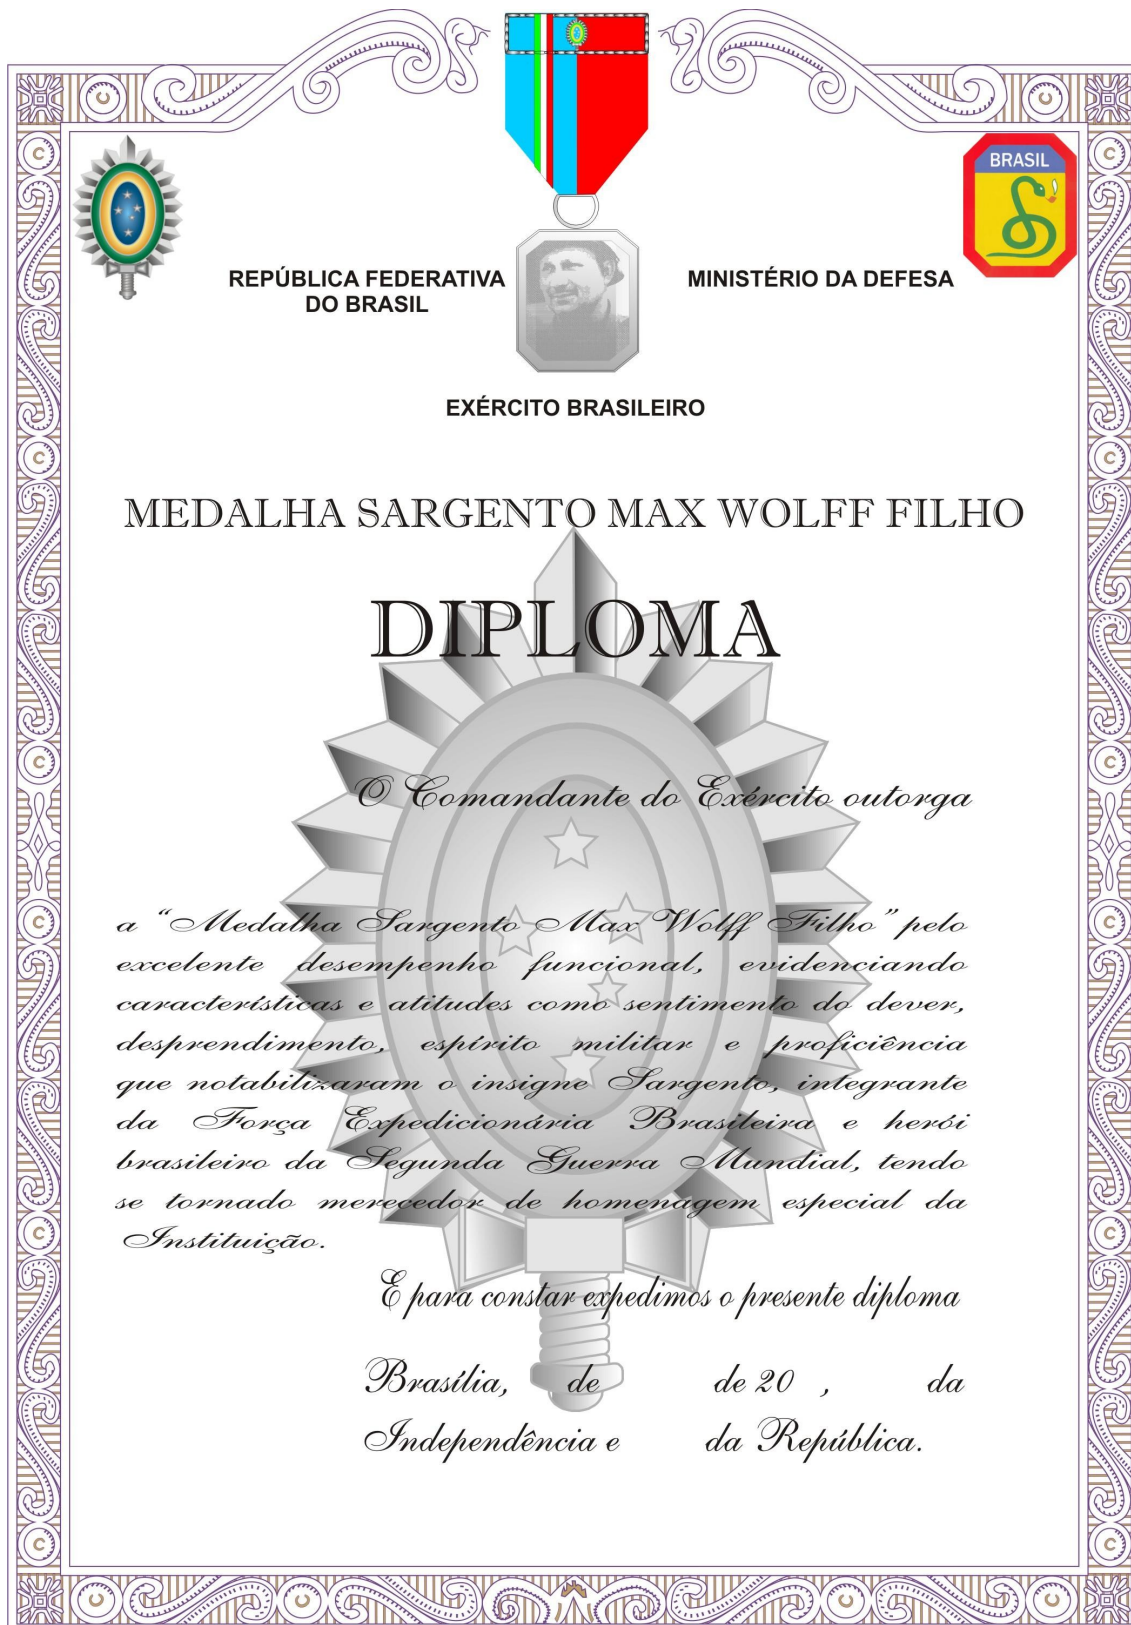 BRASIL
REPÚBLICA FEDERATIVA
DO BRASIL
MINISTÉRIO DA DEFESA
EXÉRCITO BRASILEIRO
MEDALHA SARGENTO MAX WOLFF FILHO
DIPLOMA
O Comandante do Exército outorga
a “Medalha Sargento Max Wolff Filho” pelo
excelente desempenho funcional, evidenciando
características e atitudes como sentimento do dever,
desprendimento, espírito militar e proficiência
que notabilizaram o insigne Sargento, integrante
da Força Expedicionária Brasileira e herói
brasileiro da Segunda Guerra Mundial, tendo
se tornado merecedor de homenagem especial da
Instituição.
E para constar expedimos o presente diploma
Brasília, de de 20 , da
Independência e da República.